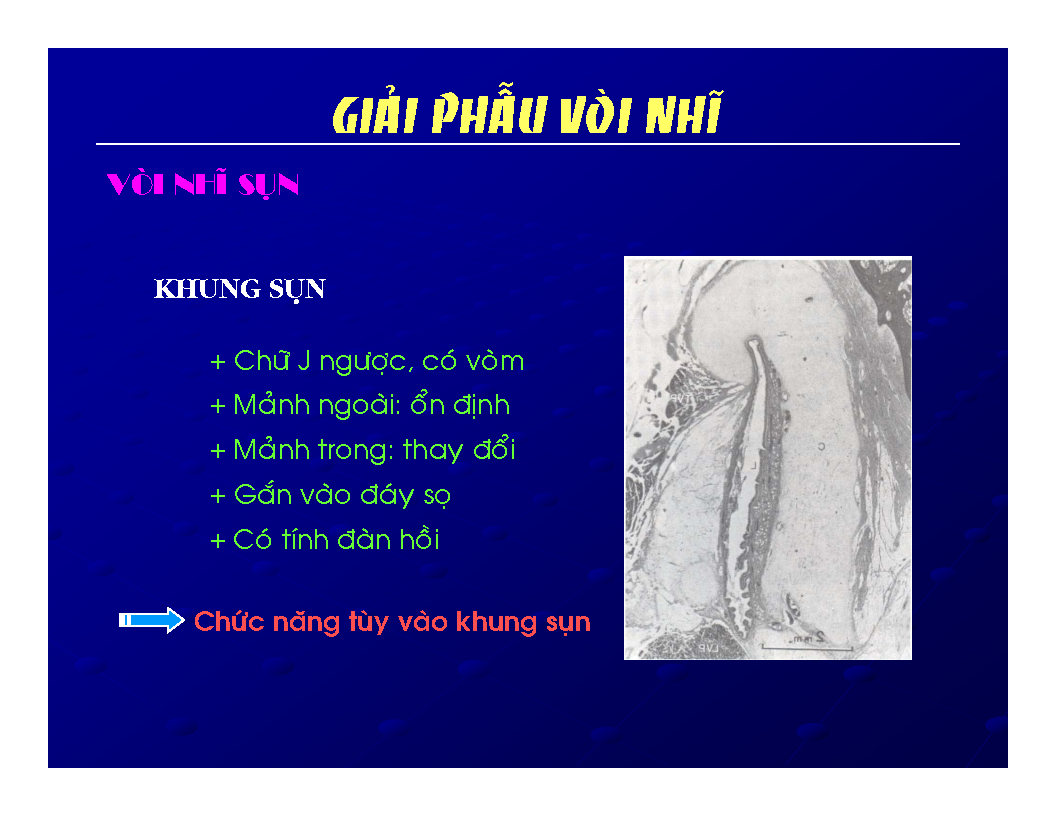 GIẢI PHẪU VÒI NHĨ
VÒI NHĨ SỤN
KHUNG SỤN
+ Chữ J ngược, có vòm
+ Mảnh ngoài: ổn định
+ Mảnh trong: thay đổi
+ Gắn vào đáy sọ
+ Có tính đàn hồi
Chức năng tùy vào khung sụn
TVP
L
2 mm
LVP